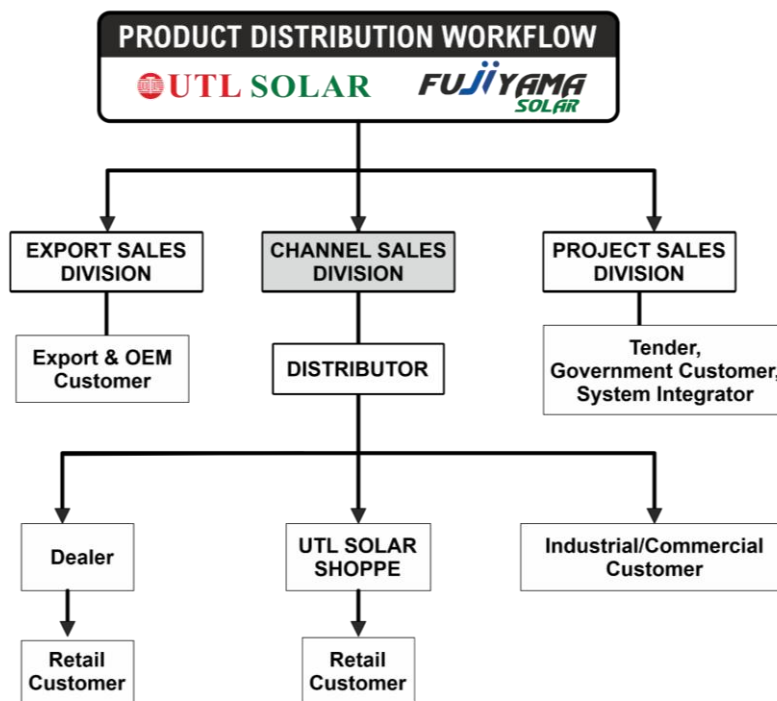 PRODUCT DISTRIBUTION WORKFLOW
UTL SOLAR
FUJIYAMA
SOLAR
EXPORT SALES
DIVISION
CHANNEL SALES
DIVISION
PROJECT SALES
DIVISION
Export & OEM
Customer
DISTRIBUTOR
Tender,
Government Customer,
System Integrator
Dealer
UTL SOLAR
SHOPPE
Industrial/Commercial
Customer
Retail
Customer
Retail
Customer